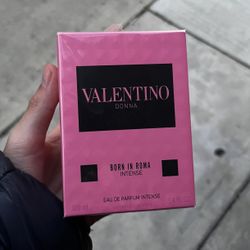 VALENTINO
DONNA
BORN IN ROMA
INTENSE
EAU DE PARFUM INTENSE